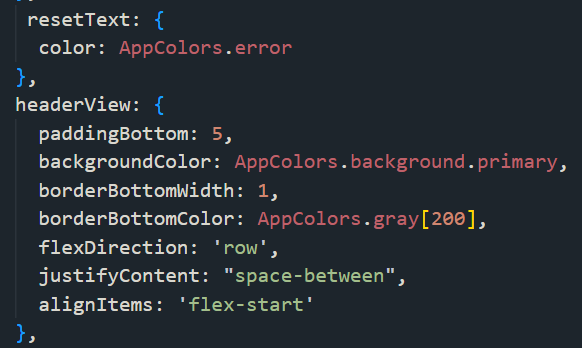 resetText: {
color: AppColors.error
},
headerView: {
paddingBottom: 5,
backgroundColor: AppColors.background.primary,
borderBottomWidth: 1,
borderBottomColor: AppColors.gray[200],
flexDirection: 'row',
justifyContent: "space-between",
alignItems: 'flex-start'
},